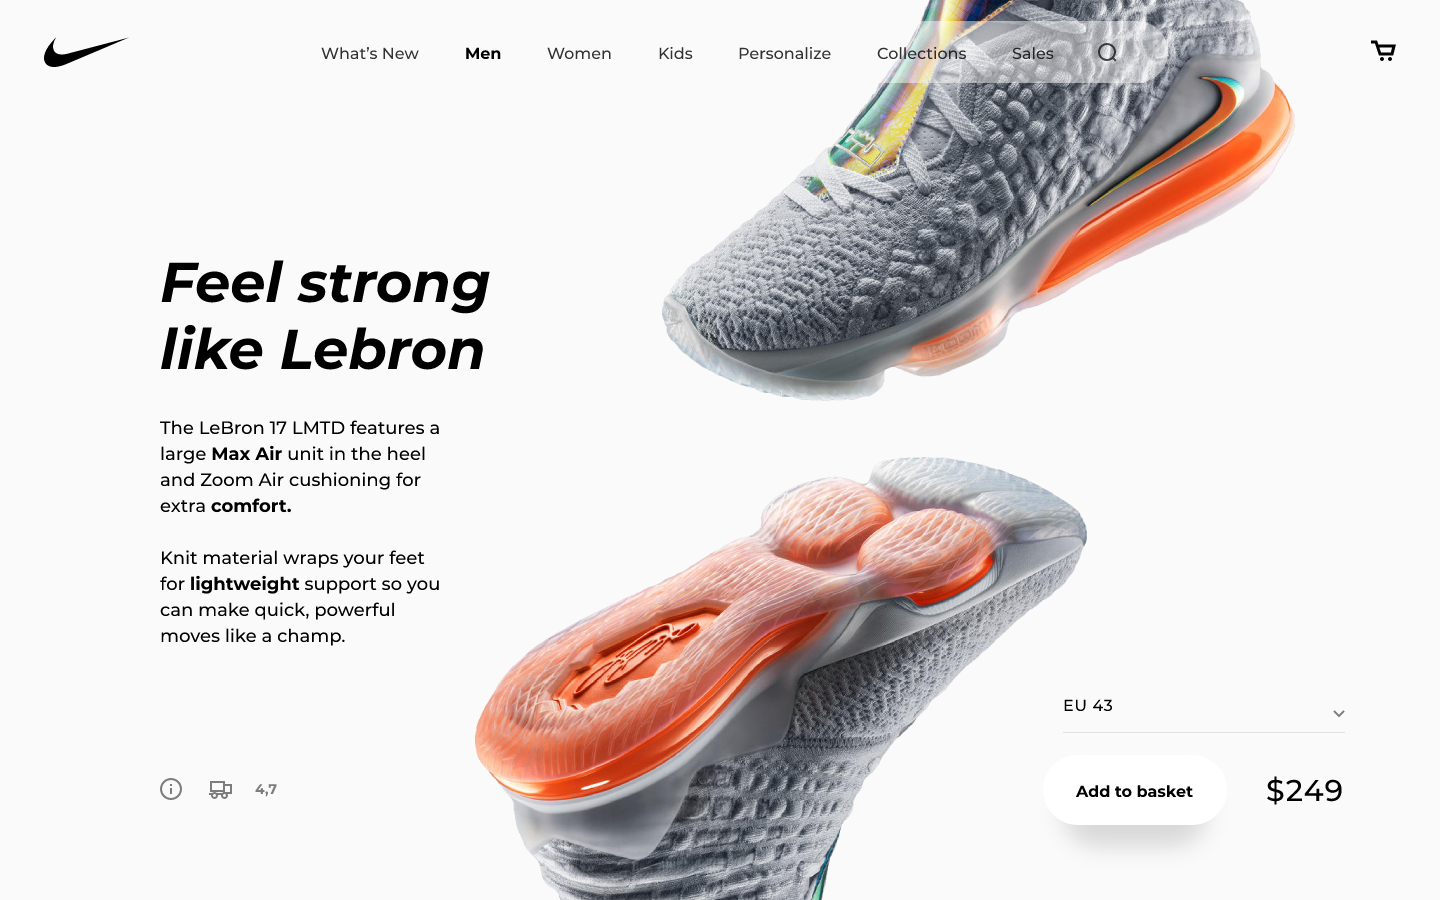 What’s New Men Women Kids Personalize Collections Sales
Feel strong
like Lebron
The LeBron 17 LMTD features a
large Max Air unit in the heel
and Zoom Air cushioning for
extra comfort.
Knit material wraps your feet
for lightweight support so you
can make quick, powerful
moves like a champ.
EU 43
4,7
Add to basket
$249